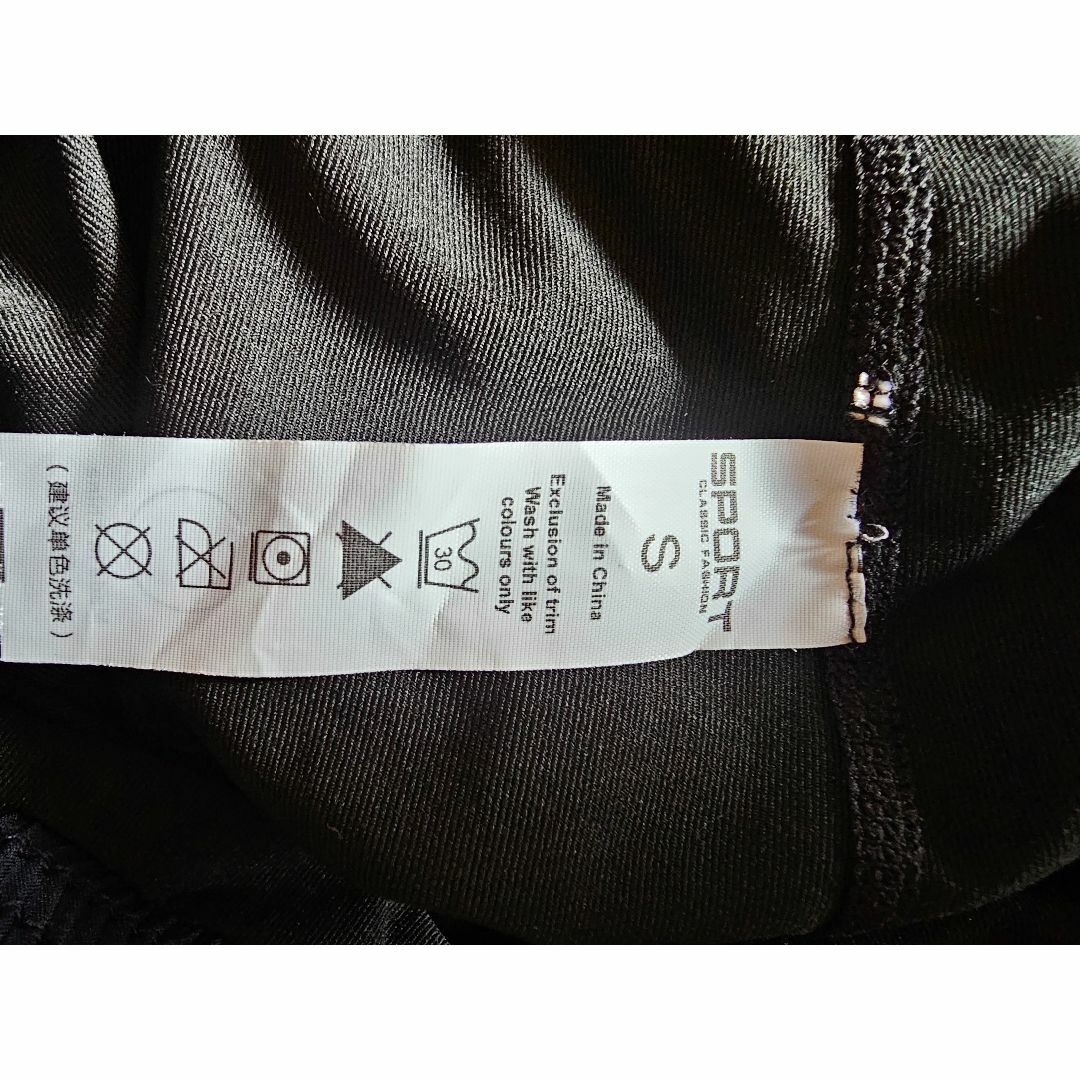 SPORT
CLASSIC FASHION
S
Made in China
Exclusion of trim
Wash with like
colours only
30
（建议单色洗涤）